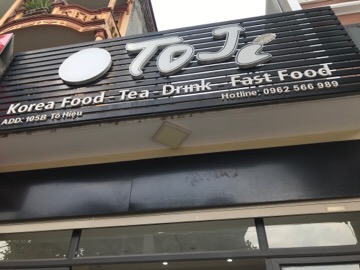 ToJi
Korea Food - Tea - Drink - Fast Food
ADD: 105B Tô Hiệu
Hotline: 0962 566 989